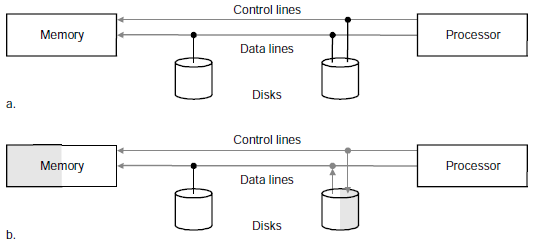 Control lines
Memory
Processor
Data lines
Disks
a.
Control lines
Memory
Processor
Data lines
Disks
b.